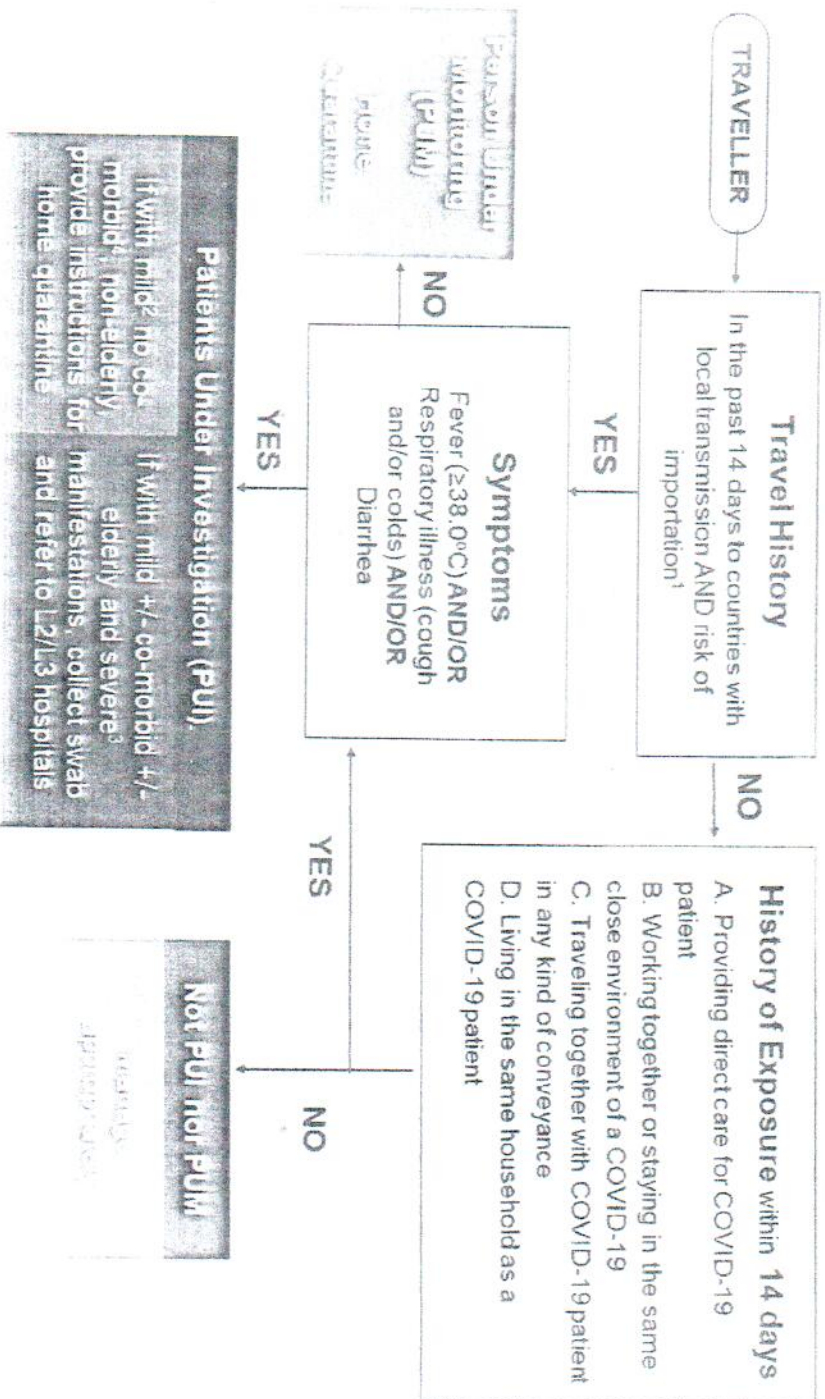 TRAVELLER
Travel History
In the past 14 days to countries with
local transmission AND risk of
importation¹
NO
History of Exposure within 14 days
A. Providing direct care for COVID-19
patient
B. Working together or staying in the same
close environment of a COVID-19
C. Traveling together with COVID-19 patient
in any kind of conveyance
D. Living in the same household as a
COVID-19 patient
YES
Symptoms
Fever (≥38.0ºC) AND/OR
Respiratory illness (cough
and/or colds) AND/OR
Diarrhea
NO
Person Under
Monitoring
(PUM)
HOME
Quarantine
YES
YES
NO
Patients Under Investigation (PUI)
If with mild² no co-
morbid⁴, non-elderly,
provide instructions for
home quarantine
If with mild +/- co-morbid +/-
elderly and severe³
manifestations, collect swab
and refer to L2/L3 hospitals
Not PUI nor PUM